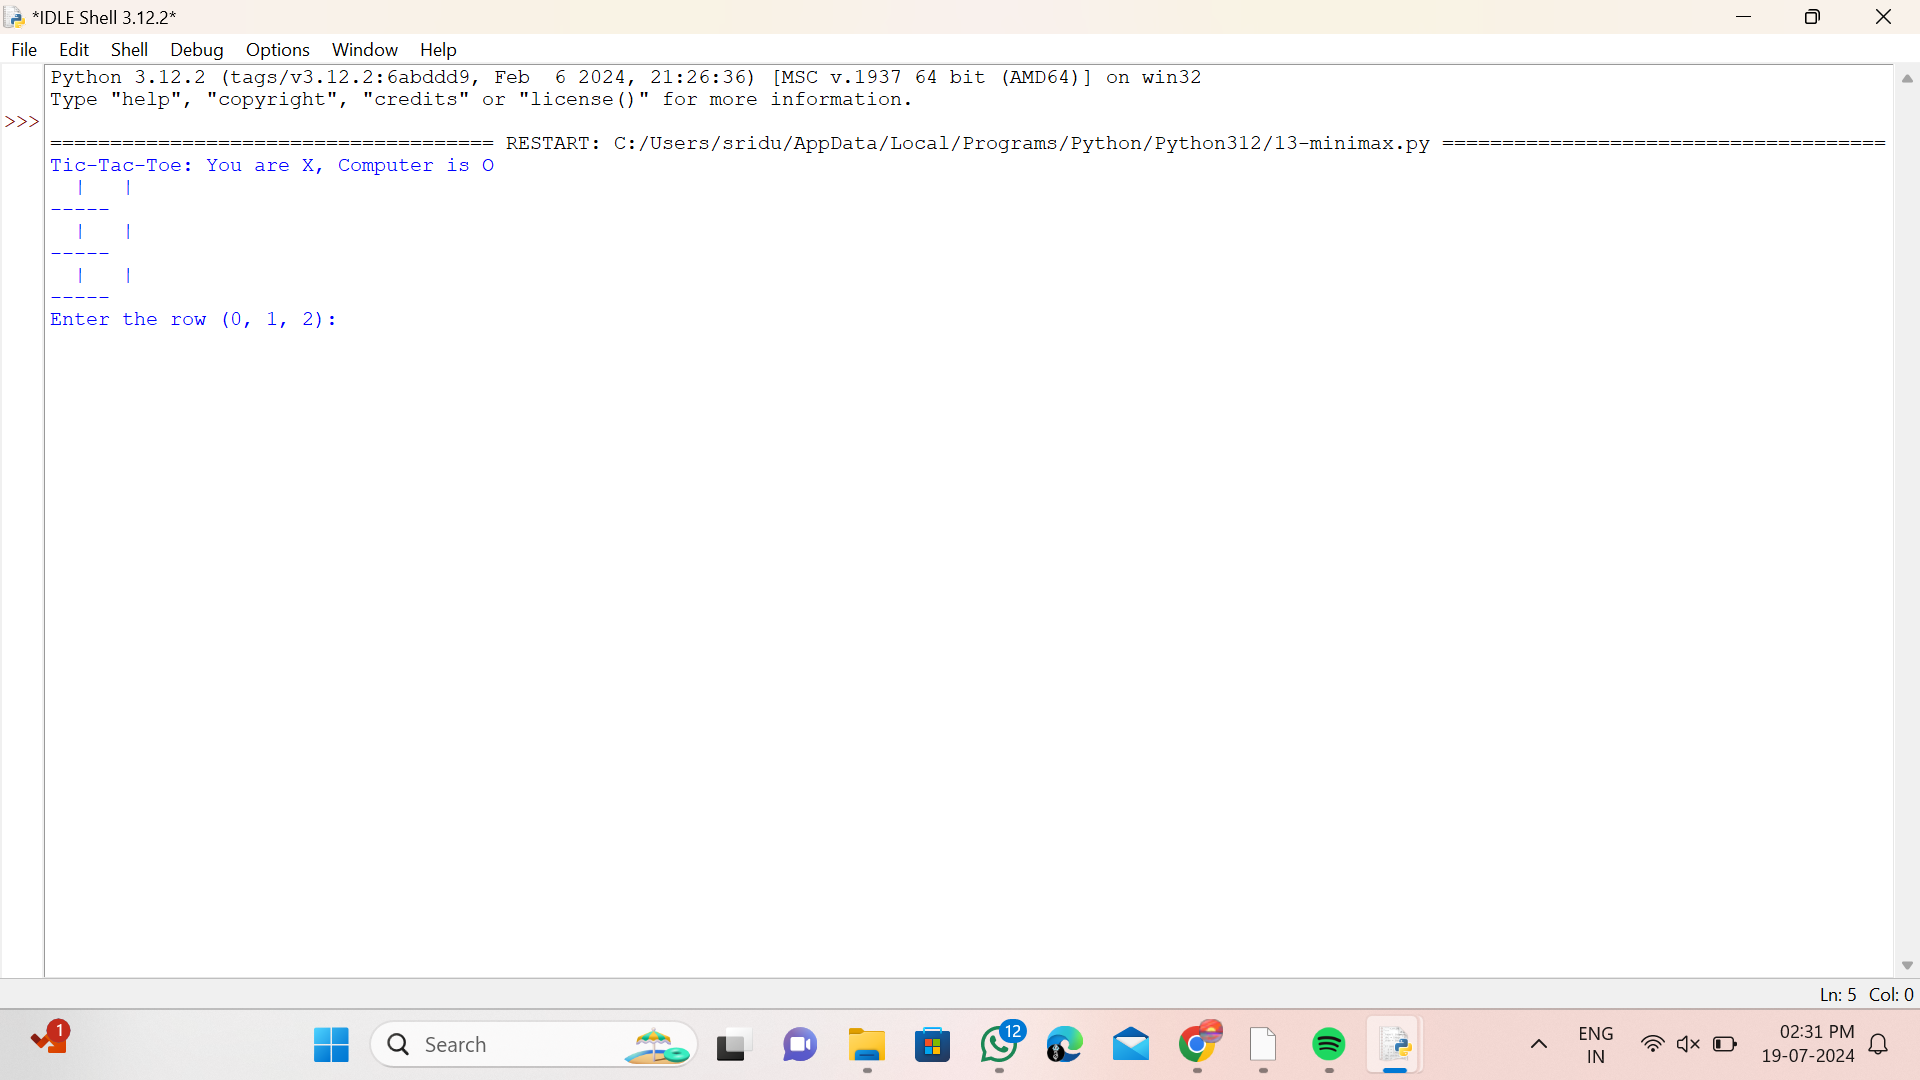 *IDLE Shell 3.12.2*
File Edit Shell Debug Options Window Help
Python 3.12.2 (tags/v3.12.2:6abddd9, Feb  6 2024, 21:26:36) [MSC v.1937 64 bit (AMD64)] on win32
Type "help", "copyright", "credits" or "license()" for more information.
>>>
===================================== RESTART: C:/Users/sridu/AppData/Local/Programs/Python/Python312/13-minimax.py =====================================
Tic-Tac-Toe: You are X, Computer is O
  |   |
-----
  |   |
-----
  |   |
-----
Enter the row (0, 1, 2):
Ln: 5 Col: 0
1
Search
12
ENG
IN
02:31 PM
19-07-2024